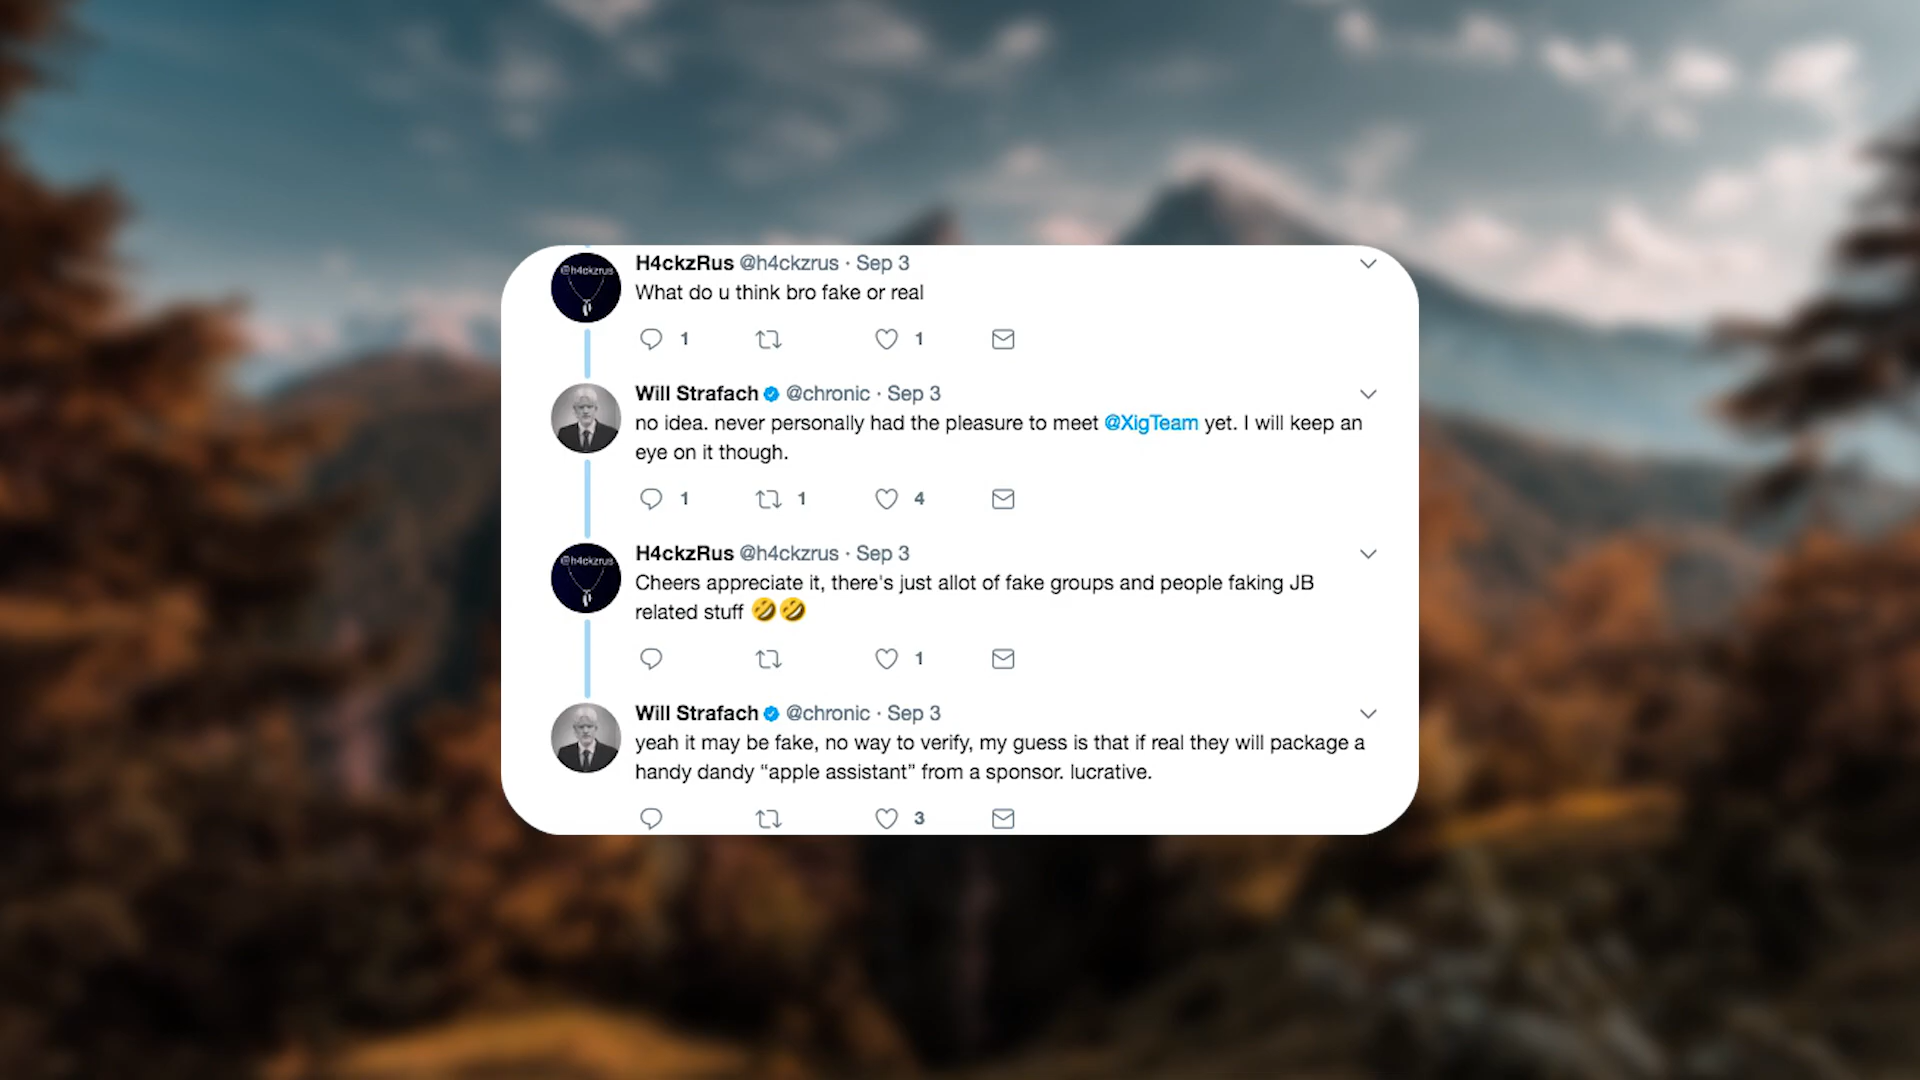 @h4ckzrus
H4ckzRus @h4ckzrus · Sep 3
What do u think bro fake or real
1 1
Will Strafach @chronic · Sep 3
no idea. never personally had the pleasure to meet @XigTeam yet. I will keep an
eye on it though.
1 1 4
@h4ckzrus
H4ckzRus @h4ckzrus · Sep 3
Cheers appreciate it, there's just allot of fake groups and people faking JB
related stuff 🤣🤣
1
Will Strafach @chronic · Sep 3
yeah it may be fake, no way to verify, my guess is that if real they will package a
handy dandy “apple assistant” from a sponsor. lucrative.
3